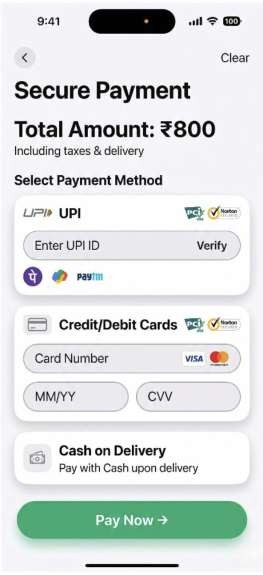 9:41
100
Clear
Secure Payment
Total Amount: ₹800
Including taxes & delivery
Select Payment Method
UPI UPI PCI Norton
Enter UPI ID Verify
पे Paytm
Credit/Debit Cards PCI Norton
Card Number VISA
MM/YY CVV
Cash on Delivery
Pay with Cash upon delivery
Pay Now →